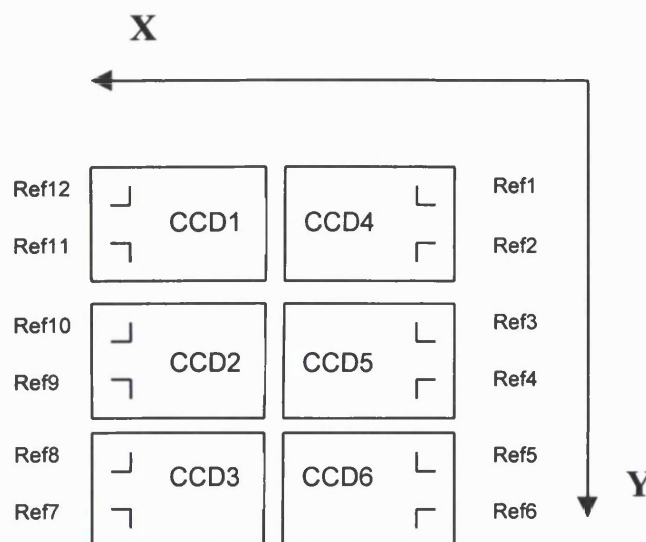 X
Ref12 CCD1 CCD4 Ref1
Ref11 Ref2
Ref10 CCD2 CCD5 Ref3
Ref9 Ref4
Ref8 CCD3 CCD6 Ref5
Ref7 Ref6
Y